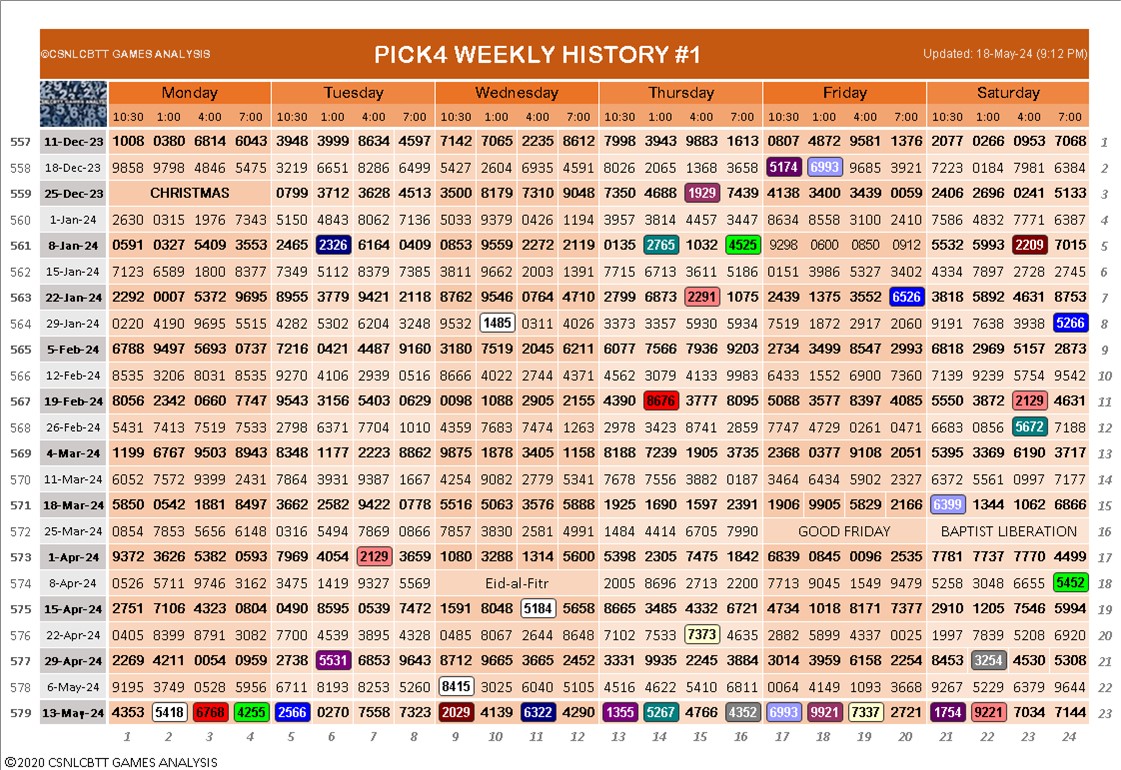 ©CSNLCBTT GAMES ANALYSIS PICK4 WEEKLY HISTORY #1 Updated: 18-May-24 (9:12 PM)
Monday Tuesday Wednesday Thursday Friday Saturday
10:30 1:00 4:00 7:00 10:30 1:00 4:00 7:00 10:30 1:00 4:00 7:00 10:30 1:00 4:00 7:00 10:30 1:00 4:00 7:00 10:30 1:00 4:00 7:00
557 11-Dec-23 1008 0380 6814 6043 3948 3999 8634 4597 7142 7065 2235 8612 7998 3943 9883 1613 0807 4872 9581 1376 2077 0266 0953 7068 1
558 18-Dec-23 9858 9798 4846 5475 3219 6651 8286 6499 5427 2604 6935 4591 8026 2065 1368 3658 5174 6993 9685 3921 7223 0184 7981 6384 2
559 25-Dec-23 CHRISTMAS 0799 3712 3628 4513 3500 8179 7310 9048 7350 4688 1929 7439 4138 3400 3439 0059 2406 2696 0241 5133 3
560 1-Jan-24 2630 0315 1976 7343 5150 4843 8062 7136 5033 9379 0426 1194 3957 3814 4457 3447 8634 8558 3100 2410 7586 4832 7771 6387 4
561 8-Jan-24 0591 0327 5409 3553 2465 2326 6164 0409 0853 9559 2272 2119 0135 2765 1032 4525 9298 0600 0850 0912 5532 5993 2209 7015 5
562 15-Jan-24 7123 6589 1800 8377 7349 5112 8379 7385 3811 9662 2003 1391 7715 6713 3611 5186 0151 3986 5327 3402 4334 7897 2728 2745 6
563 22-Jan-24 2292 0007 5372 9695 8955 3779 9421 2118 8762 9546 0764 4710 2799 6873 2291 1075 2439 1375 3552 6526 3818 5892 4631 8753 7
564 29-Jan-24 0220 4190 9695 5515 4282 5302 6204 3248 9532 1485 0311 4026 3373 3357 5930 5934 7519 1872 2917 2060 9191 7638 3938 5266 8
565 5-Feb-24 6788 9497 5693 0737 7216 0421 4487 9160 3180 7519 2045 6211 6077 7566 7936 9203 2734 3499 8547 2993 6818 2969 5157 2873 9
566 12-Feb-24 8535 3206 8031 8535 9270 4106 2939 0516 8666 4022 2744 4371 4562 3079 4133 9983 6433 1552 6900 7360 7139 9239 5754 9542 10
567 19-Feb-24 8056 2342 0660 7747 9543 3156 5403 0629 0098 1088 2905 2155 4390 8676 3777 8095 5088 3577 8397 4085 5550 3872 2129 4631 11
568 26-Feb-24 5431 7413 7519 7533 2798 6371 7704 1010 4359 7683 7474 1263 2978 3423 8741 2859 7747 4729 0261 0471 6683 0856 5672 7188 12
569 4-Mar-24 1199 6767 9503 8943 8348 1177 2223 8862 9875 1878 3405 1158 8188 7239 1905 3735 2368 0377 9108 2051 5395 3369 6190 3717 13
570 11-Mar-24 6052 7572 9399 2431 7864 3931 9387 1667 4254 9082 2779 5341 7678 7556 3882 0187 3464 6434 5902 2327 6372 5561 0997 7177 14
571 18-Mar-24 5850 0542 1881 8497 3662 2582 9422 0778 5516 5063 3576 5888 1925 1690 1597 2391 1906 9905 5829 2166 6399 1344 1062 6866 15
572 25-Mar-24 0854 7853 5656 6148 0316 5494 7869 0866 7857 3830 2581 4991 1484 4414 6705 7990 GOOD FRIDAY BAPTIST LIBERATION 16
573 1-Apr-24 9372 3626 5382 0593 7969 4054 2129 3659 1080 3288 1314 5600 5398 2305 7475 1842 6839 0845 0096 2535 7781 7737 7770 4499 17
574 8-Apr-24 0526 5711 9746 3162 3475 1419 9327 5569 Eid-al-Fitr 2005 8696 2713 2200 7713 9045 1549 9479 5258 3048 6655 5452 18
575 15-Apr-24 2751 7106 4323 0804 0490 8595 0539 7472 1591 8048 5184 5658 8665 3485 4332 6721 4734 1018 8171 7377 2910 1205 7546 5994 19
576 22-Apr-24 0405 8399 8791 3082 7700 4539 3895 4328 0485 8067 2644 8648 7102 7533 7373 4635 2882 5899 4337 0025 1997 7839 5208 6920 20
577 29-Apr-24 2269 4211 0054 0959 2738 5531 6853 9643 8712 9665 3665 2452 3331 9935 2245 3884 3014 3959 6158 2254 8453 3254 4530 5308 21
578 6-May-24 9195 3749 0528 5956 6711 8193 8253 5260 8415 3025 6040 5105 4516 4622 5410 6811 0064 4149 1093 3668 9267 5229 6379 9644 22
579 13-May-24 4353 5418 6768 4255 2566 0270 7558 7323 2029 4139 6322 4290 1355 5267 4766 4352 6993 9921 7337 2721 1754 9221 7034 7144 23
1 2 3 4 5 6 7 8 9 10 11 12 13 14 15 16 17 18 19 20 21 22 23 24
©2020 CSNLCBTT GAMES ANALYSIS